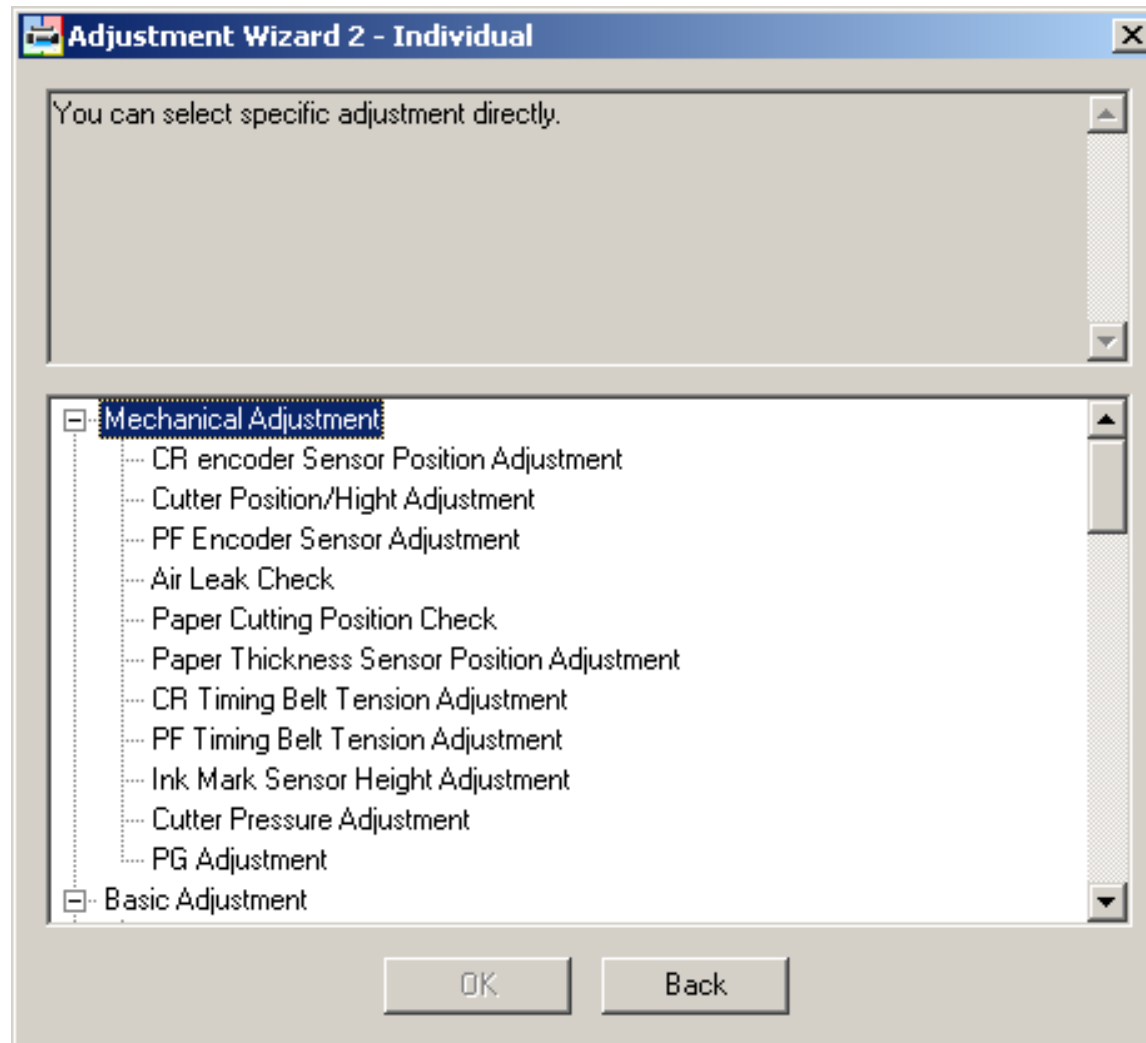 Adjustment Wizard 2 - Individual
You can select specific adjustment directly.
Mechanical Adjustment
CR encoder Sensor Position Adjustment
Cutter Position/Hight Adjustment
PF Encoder Sensor Adjustment
Air Leak Check
Paper Cutting Position Check
Paper Thickness Sensor Position Adjustment
CR Timing Belt Tension Adjustment
PF Timing Belt Tension Adjustment
Ink Mark Sensor Height Adjustment
Cutter Pressure Adjustment
PG Adjustment
Basic Adjustment
OK
Back